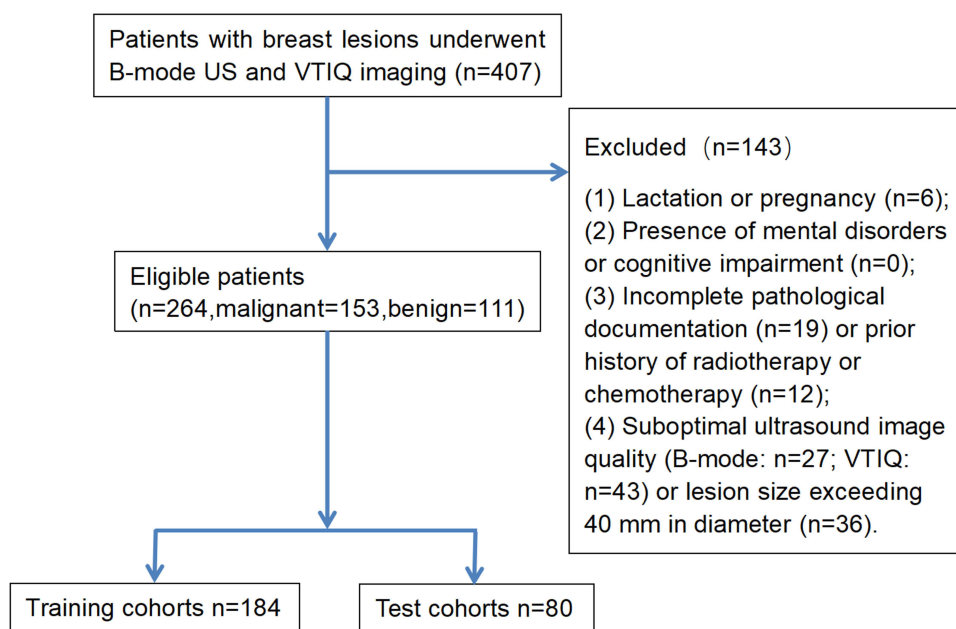 Patients with breast lesions underwent
B-mode US and VTIQ imaging (n=407)
Excluded（n=143）
(1) Lactation or pregnancy (n=6);
(2) Presence of mental disorders
or cognitive impairment (n=0);
(3) Incomplete pathological
documentation (n=19) or prior
history of radiotherapy or
chemotherapy (n=12);
(4) Suboptimal ultrasound image
quality (B-mode: n=27; VTIQ:
n=43) or lesion size exceeding
40 mm in diameter (n=36).
Eligible patients
(n=264,malignant=153,benign=111)
Training cohorts n=184
Test cohorts n=80